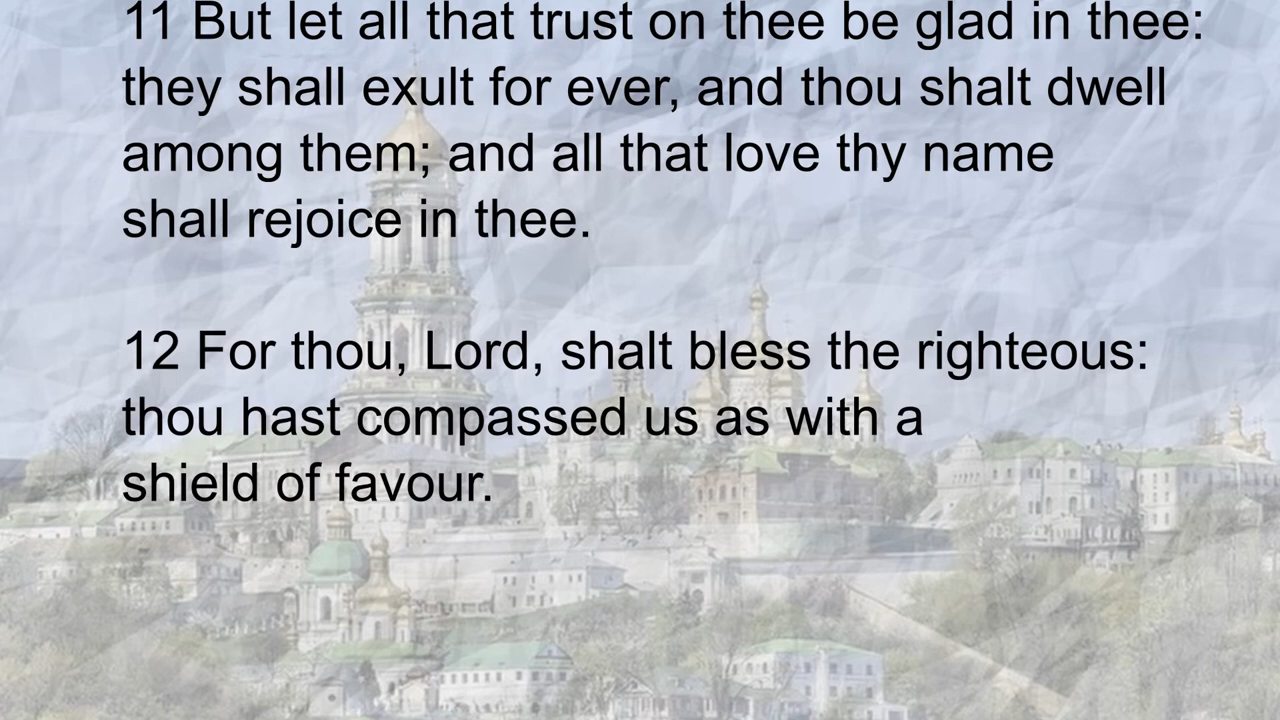 11 But let all that trust on thee be glad in thee:
they shall exult for ever, and thou shalt dwell
among them; and all that love thy name
shall rejoice in thee.
12 For thou, Lord, shalt bless the righteous:
thou hast compassed us as with a
shield of favour.